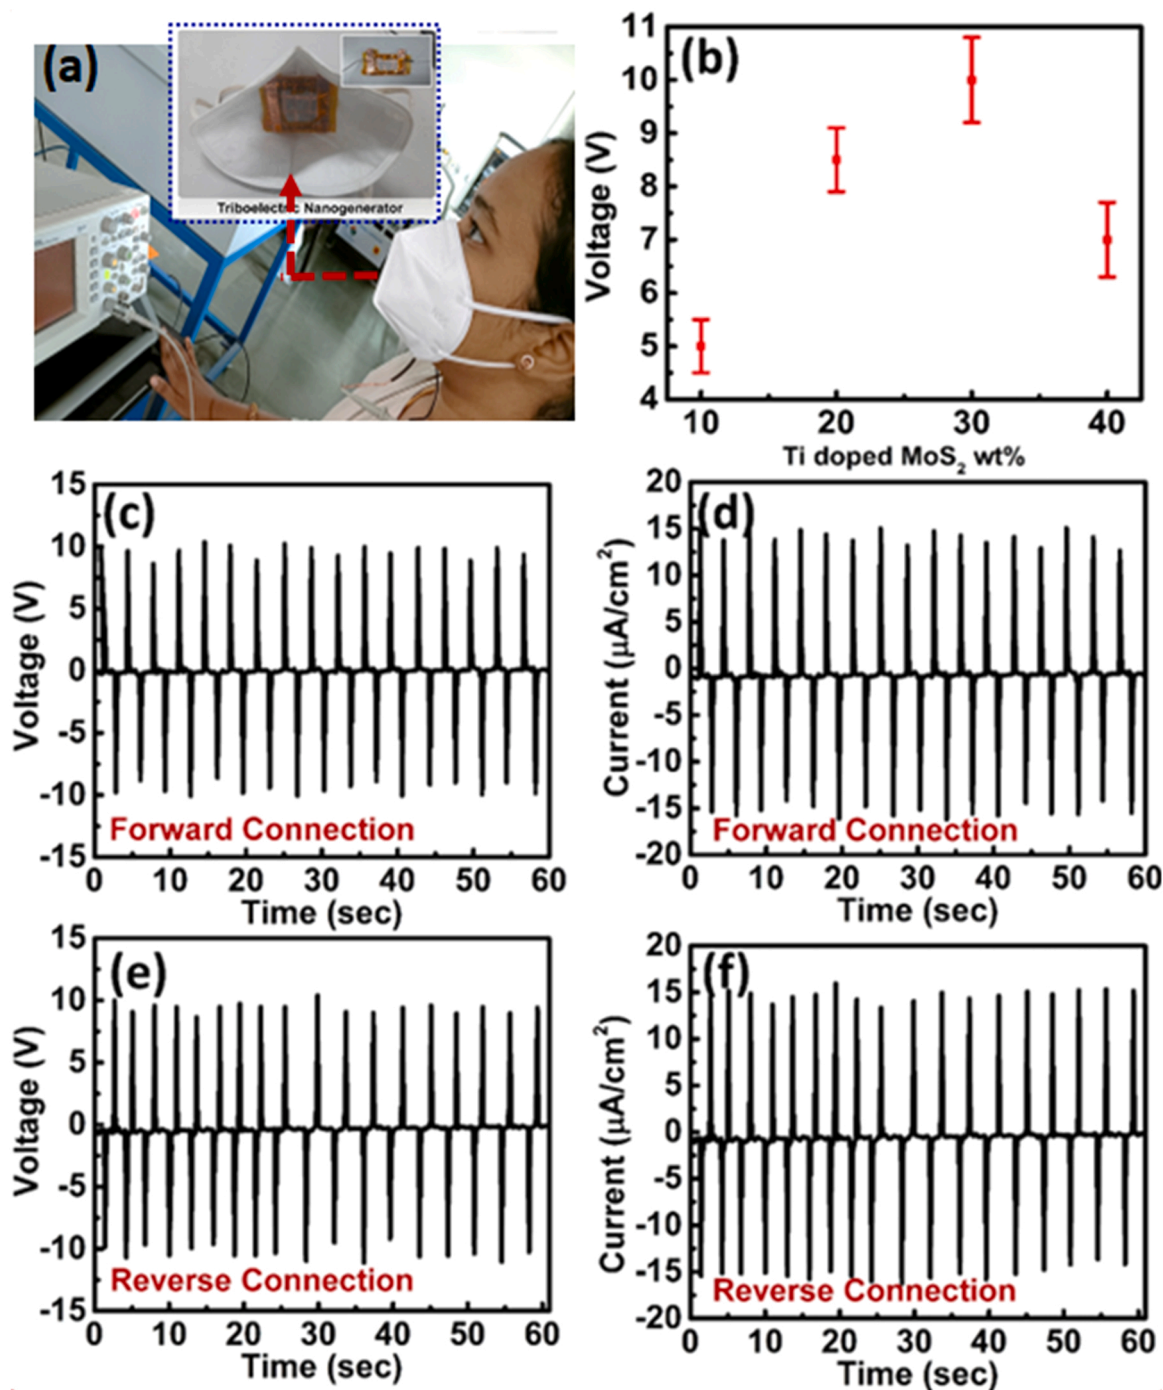 (a)
Triboelectric Nanogenerator
(b)
11
10
9
8
7
6
5
4
Voltage (V)
10 20 30 40
Ti doped MoS2 wt%
(c)
15
10
5
0
-5
-10
-15
Voltage (V)
Forward Connection
0 10 20 30 40 50 60
Time (sec)
(d)
20
15
10
5
0
-5
-10
-15
-20
Current (μA/cm²)
Forward Connection
0 10 20 30 40 50 60
Time (sec)
(e)
15
10
5
0
-5
-10
-15
Voltage (V)
Reverse Connection
0 10 20 30 40 50 60
Time (sec)
(f)
20
15
10
5
0
-5
-10
-15
-20
Current (μA/cm²)
Reverse Connection
0 10 20 30 40 50 60
Time (sec)